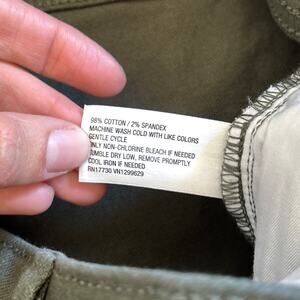 98% COTTON / 2% SPANDEX
MACHINE WASH COLD WITH LIKE COLORS
GENTLE CYCLE
ONLY NON-CHLORINE BLEACH IF NEEDED
TUMBLE DRY LOW, REMOVE PROMPTLY
COOL IRON IF NEEDED
RN17730 VN1299629